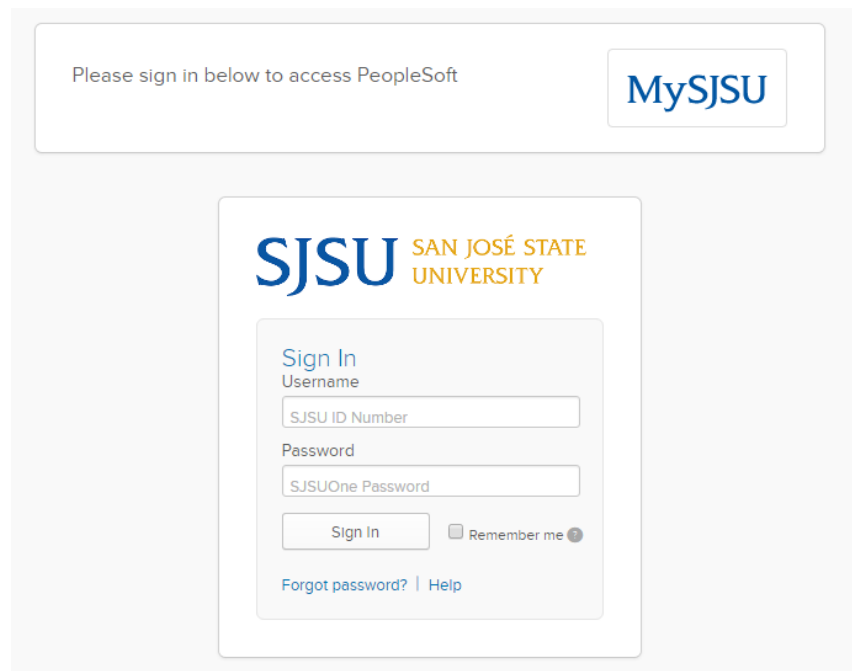 Please sign in below to access PeopleSoft
MySJSU
SJSU SAN JOSÉ STATE
UNIVERSITY
Sign In
Username
SJSU ID Number
Password
SJSUOne Password
Sign In
Remember me ?
Forgot password? | Help